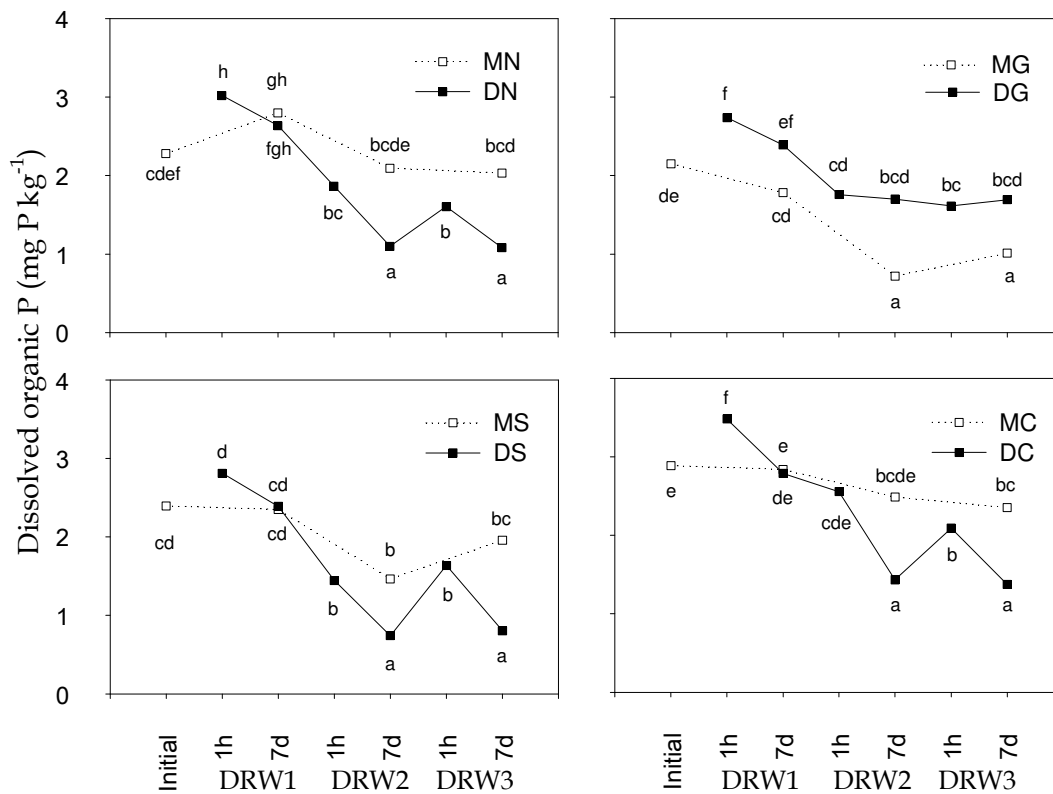 Dissolved organic P (mg P kg⁻¹)
4
3
2
1
0
MN
DN
h
gh
cdef
fgh
bcde
bcd
bc
b
a
a
MG
DG
f
ef
cd
bcd
bc
bcd
de
cd
a
a
4
3
2
1
0
MS
DS
d
cd
cd
cd
b
bc
b
b
a
a
MC
DC
f
e
e
de
bcde
bc
cde
b
a
a
Initial 1h 7d 1h 7d 1h 7d
DRW1 DRW2 DRW3
Initial 1h 7d 1h 7d 1h 7d
DRW1 DRW2 DRW3